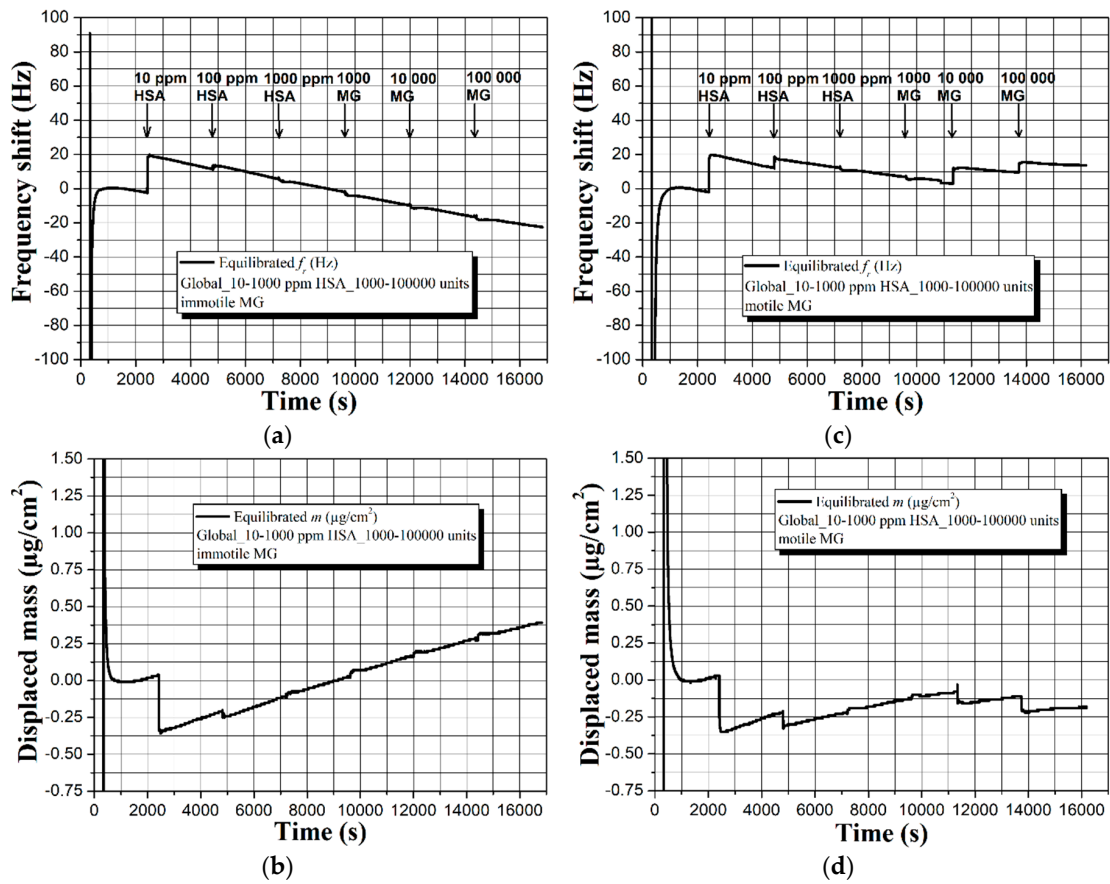 100
80
60
40
20
0
-20
-40
-60
-80
-100
Frequency shift (Hz)
10 ppm 100 ppm 1000 ppm 1000 10 000 100 000
HSA HSA HSA MG MG MG
Equilibrated fr (Hz)
Global_10-1000 ppm HSA_1000-100000 units
immotile MG
0 2000 4000 6000 8000 10000 12000 14000 16000
Time (s)
(a)
100
80
60
40
20
0
-20
-40
-60
-80
-100
Frequency shift (Hz)
10 ppm 100 ppm 1000 ppm 1000 10 000 100 000
HSA HSA HSA MG MG MG
Equilibrated fr (Hz)
Global_10-1000 ppm HSA_1000-100000 units
motile MG
0 2000 4000 6000 8000 10000 12000 14000 16000
Time (s)
(c)
1.50
1.25
1.00
0.75
0.50
0.25
0.00
-0.25
-0.50
-0.75
Displaced mass (µg/cm²)
Equilibrated m (µg/cm²)
Global_10-1000 ppm HSA_1000-100000 units
immotile MG
0 2000 4000 6000 8000 10000 12000 14000 16000
Time (s)
(b)
1.50
1.25
1.00
0.75
0.50
0.25
0.00
-0.25
-0.50
-0.75
Displaced mass (µg/cm²)
Equilibrated m (µg/cm²)
Global_10-1000 ppm HSA_1000-100000 units
motile MG
0 2000 4000 6000 8000 10000 12000 14000 16000
Time (s)
(d)